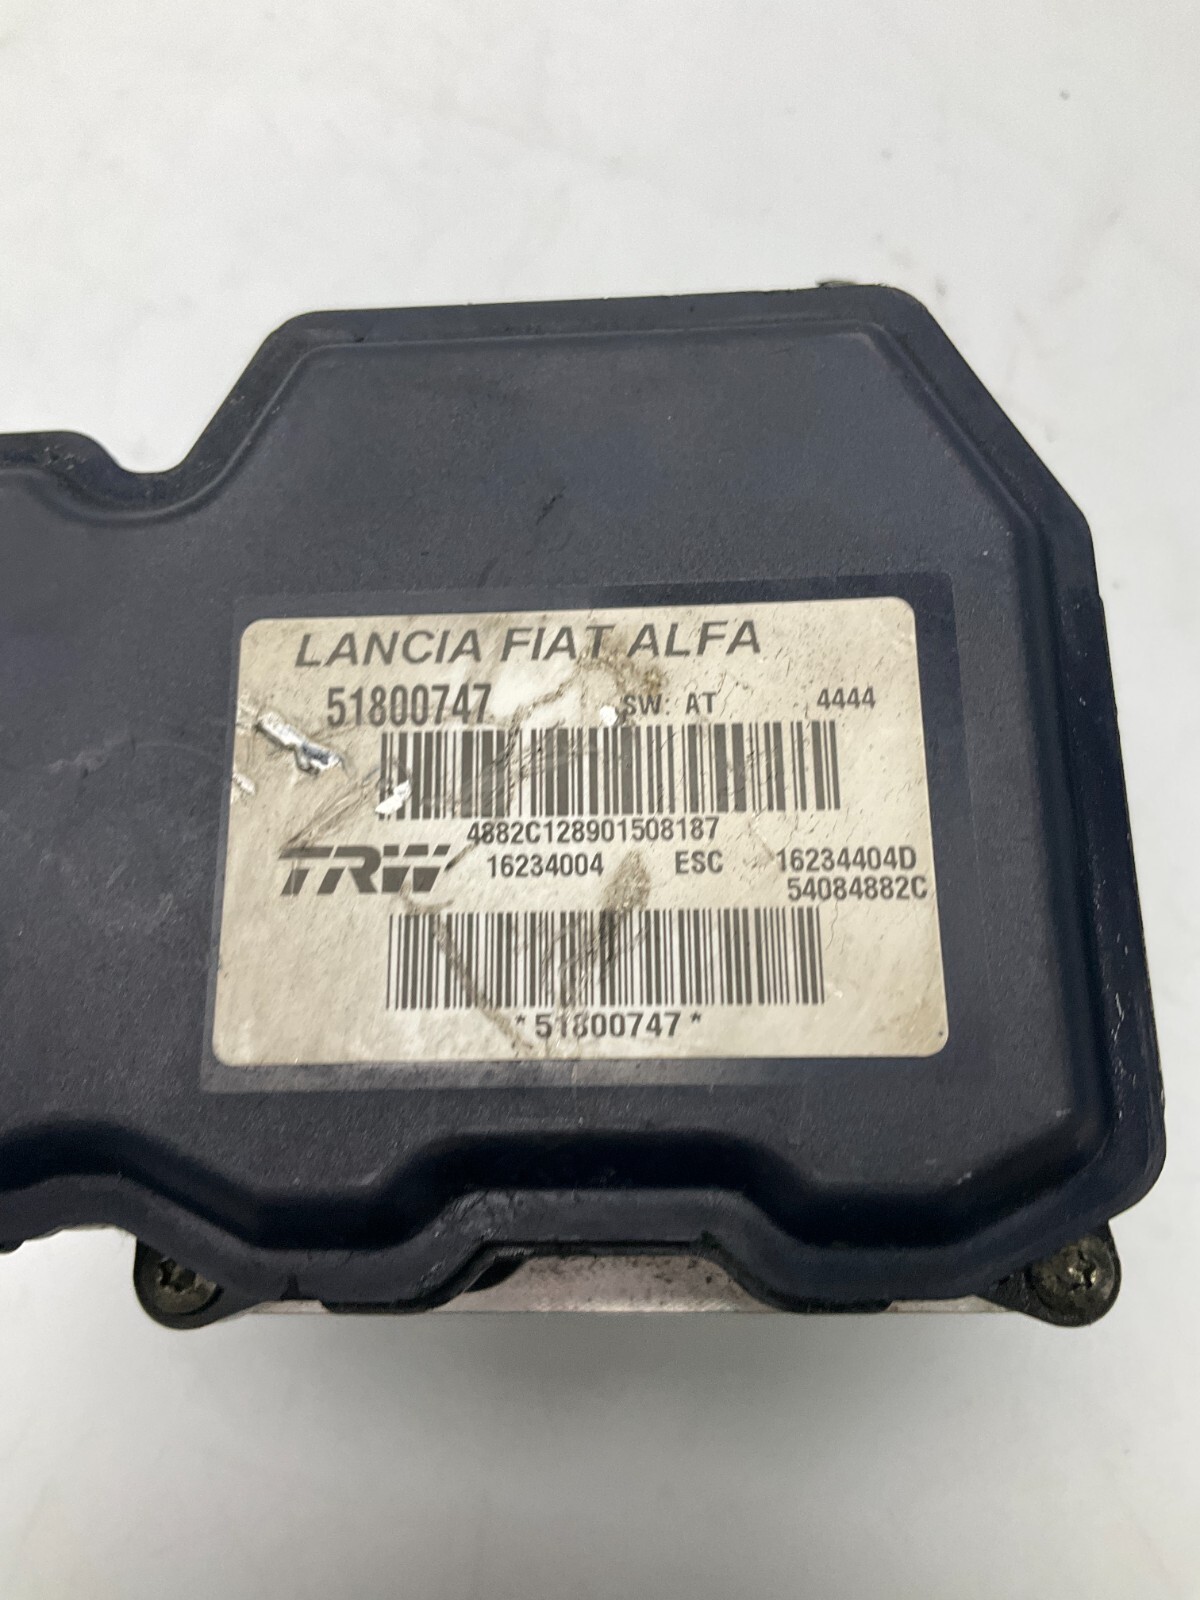 LANCIA FIAT ALFA
51800747 SW: AT 4444
4882C128901508187
TRW 16234004 ESC 16234404D
54084882C
*51800747*